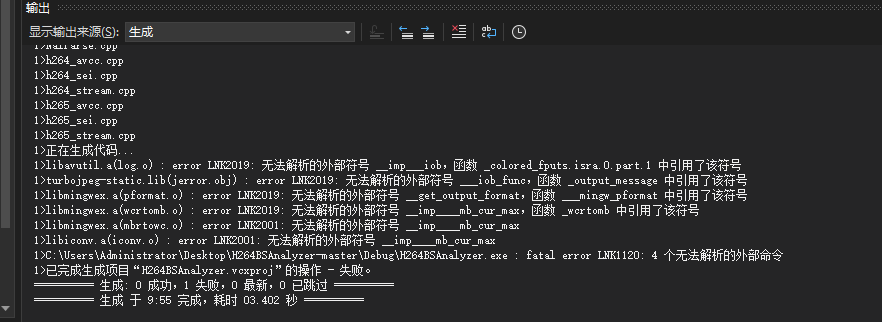 输出
显示输出来源(S): 生成
1>NalParse.cpp
1>h264_avcc.cpp
1>h264_sei.cpp
1>h264_stream.cpp
1>h265_avcc.cpp
1>h265_sei.cpp
1>h265_stream.cpp
1>正在生成代码...
1>libavutil.a(log.o) : error LNK2019: 无法解析的外部符号 __imp___iob，函数 _colored_fputs.isra.0.part.1 中引用了该符号
1>turbojpeg-static.lib(jerror.obj) : error LNK2019: 无法解析的外部符号 ___iob_func，函数 _output_message 中引用了该符号
1>libmingwex.a(pformat.o) : error LNK2019: 无法解析的外部符号 __get_output_format，函数 ___mingw_pformat 中引用了该符号
1>libmingwex.a(wcrtomb.o) : error LNK2019: 无法解析的外部符号 __imp____mb_cur_max，函数 _wcrtomb 中引用了该符号
1>libmingwex.a(mbrtowc.o) : error LNK2001: 无法解析的外部符号 __imp____mb_cur_max
1>libiconv.a(iconv.o) : error LNK2001: 无法解析的外部符号 __imp____mb_cur_max
1>C:\Users\Administrator\Desktop\H264BSAnalyzer-master\Debug\H264BSAnalyzer.exe : fatal error LNK1120: 4 个无法解析的外部命令
1>已完成生成项目“H264BSAnalyzer.vcxproj”的操作 - 失败。
========== 生成: 0 成功，1 失败，0 最新，0 已跳过 ==========
========== 生成 于 9:55 完成，耗时 03.402 秒 ==========